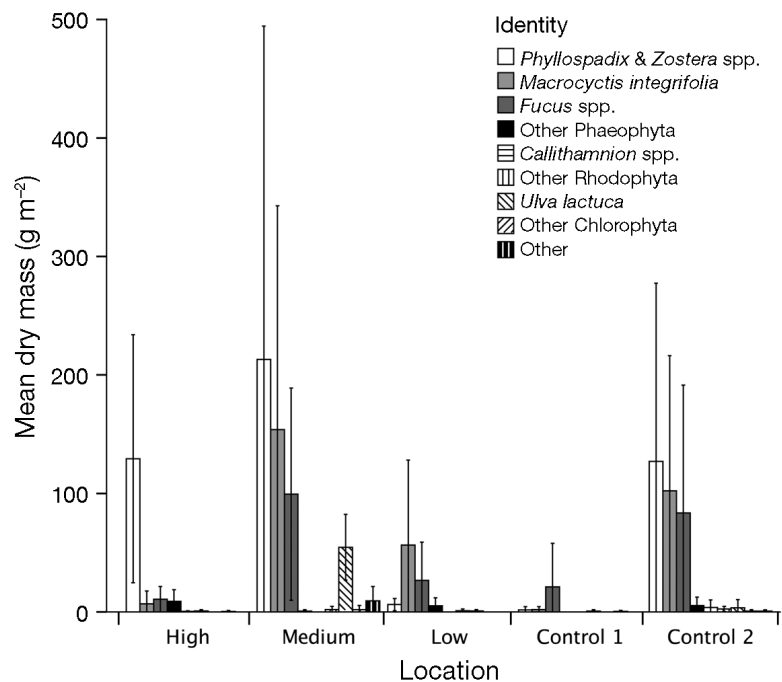 500
400
300
200
100
0
Mean dry mass (g m⁻²)
Identity
Phyllospadix & Zostera spp.
Macrocyctis integrifolia
Fucus spp.
Other Phaeophyta
Callithamnion spp.
Other Rhodophyta
Ulva lactuca
Other Chlorophyta
Other
High Medium Low Control 1 Control 2
Location